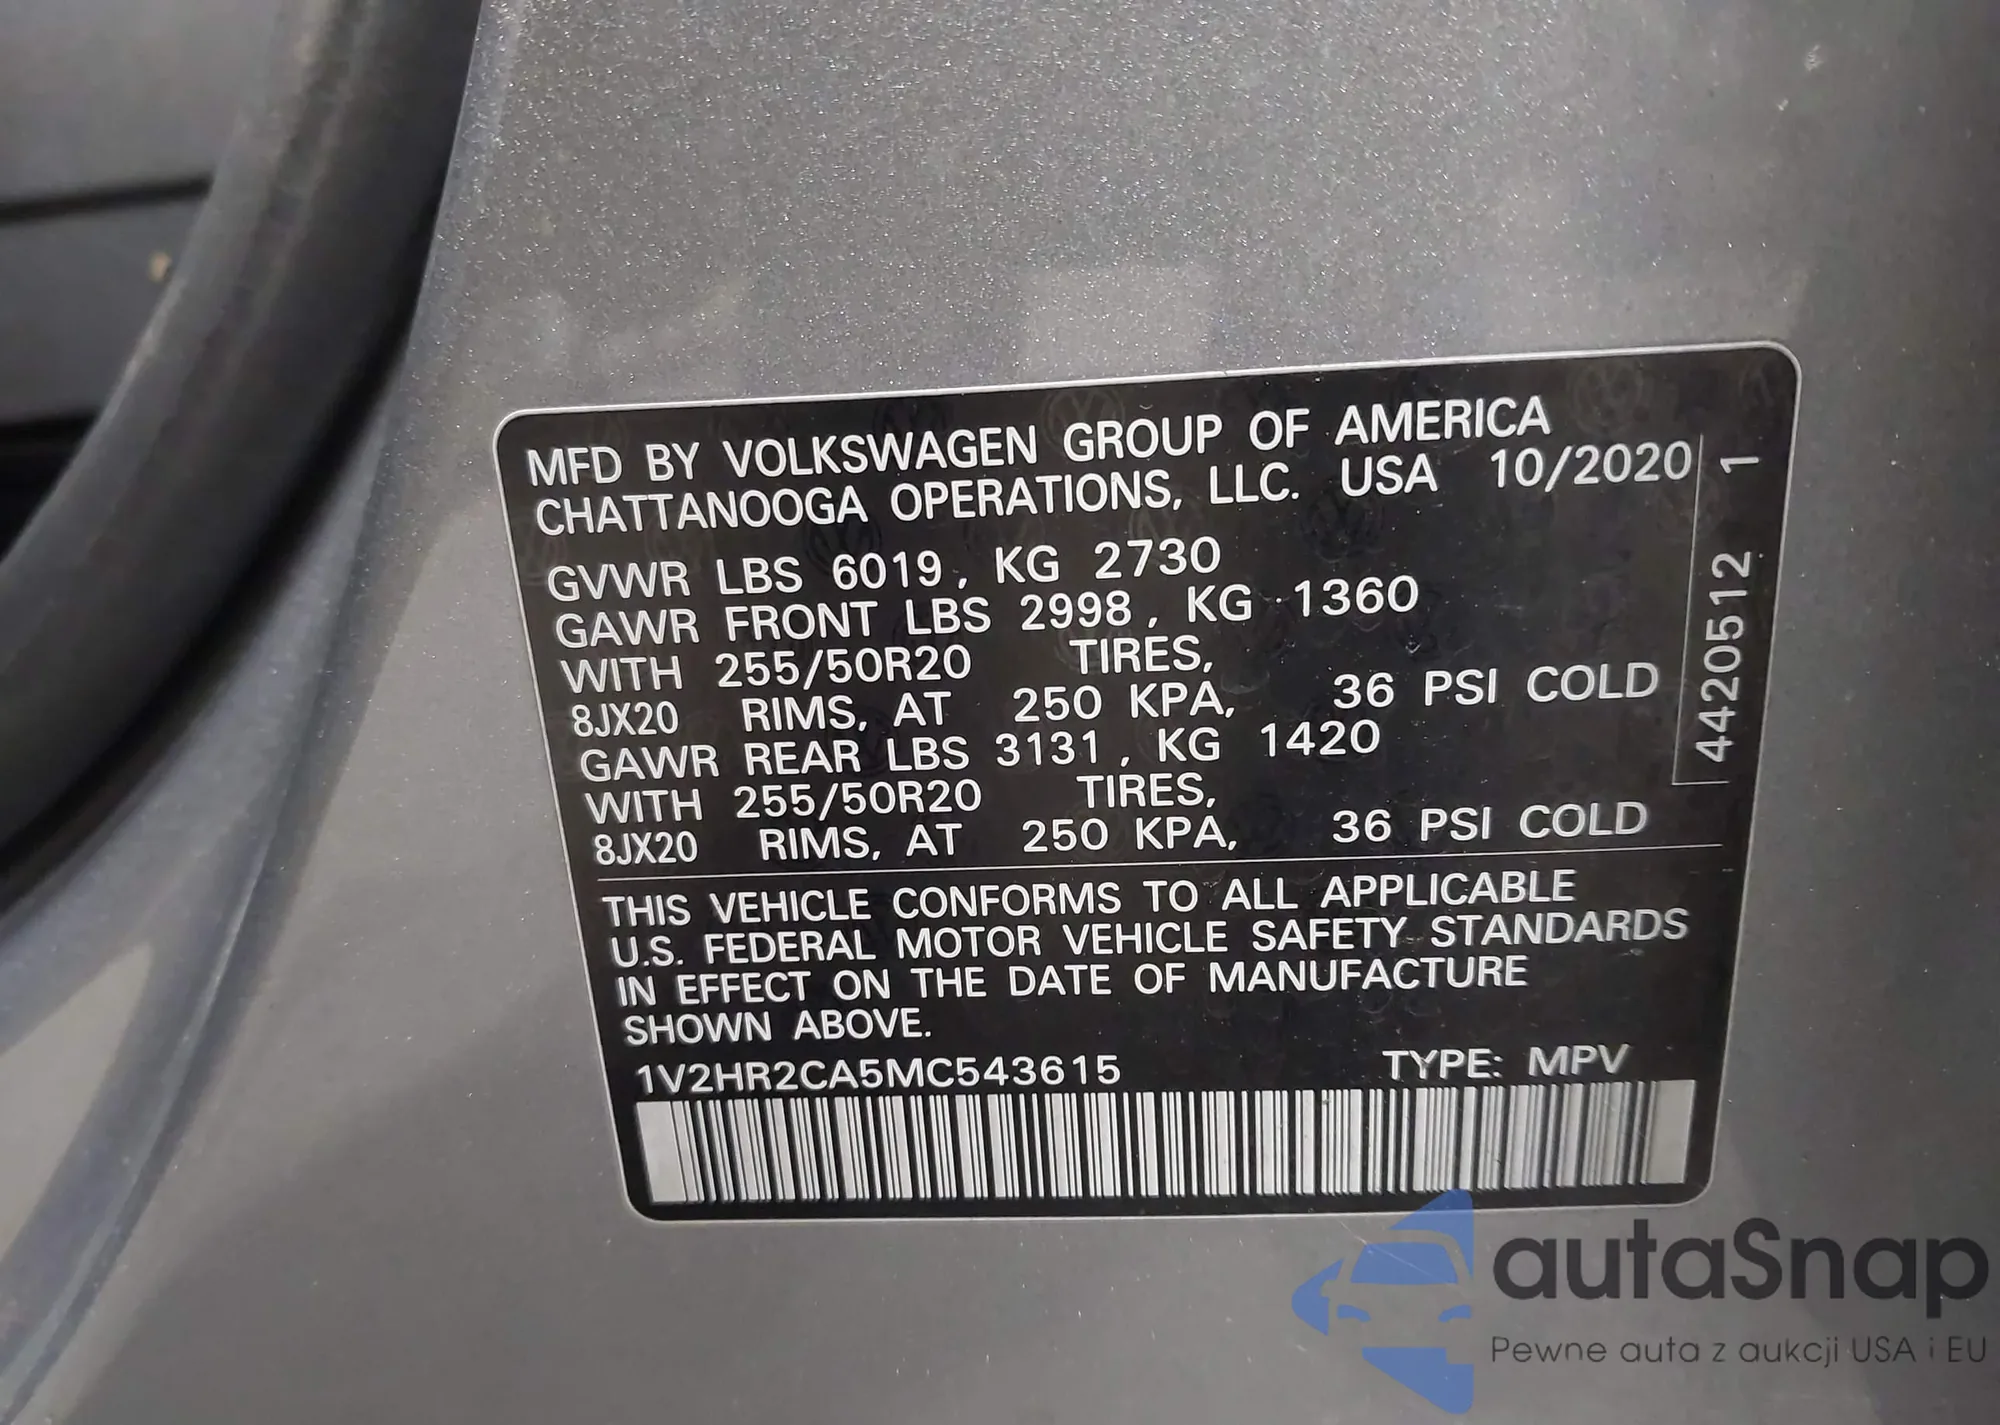 MFD BY VOLKSWAGEN GROUP OF AMERICA
CHATTANOOGA OPERATIONS, LLC. USA 10/2020
GVWR LBS 6019, KG 2730
GAWR FRONT LBS 2998, KG 1360
WITH 255/50R20 TIRES,
8JX20 RIMS, AT 250 KPA, 36 PSI COLD
GAWR REAR LBS 3131, KG 1420
WITH 255/50R20 TIRES,
8JX20 RIMS, AT 250 KPA, 36 PSI COLD
4420512 1
THIS VEHICLE CONFORMS TO ALL APPLICABLE
U.S. FEDERAL MOTOR VEHICLE SAFETY STANDARDS
IN EFFECT ON THE DATE OF MANUFACTURE
SHOWN ABOVE.
1V2HR2CA5MC543615 TYPE: MPV
autaSnap
Pewne auta z aukcji USA i EU